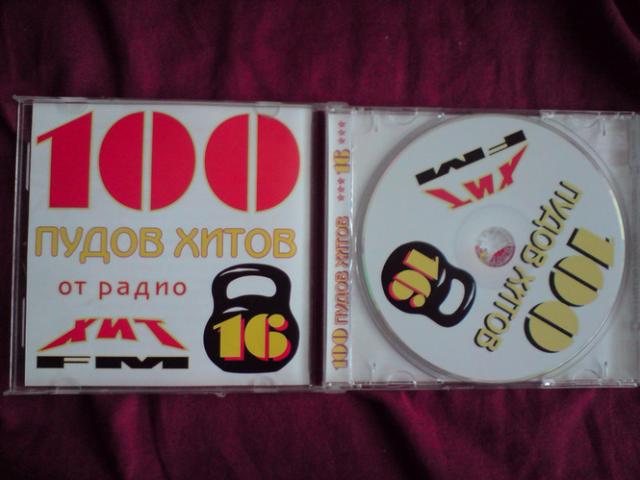 100
ПУДОВ ХИТОВ
от радио
ХИТ
FM
16
100 ПУДОВ ХИТОВ *** 16 ***
ХИТ
FM
100
ПУДОВ ХИТОВ
16